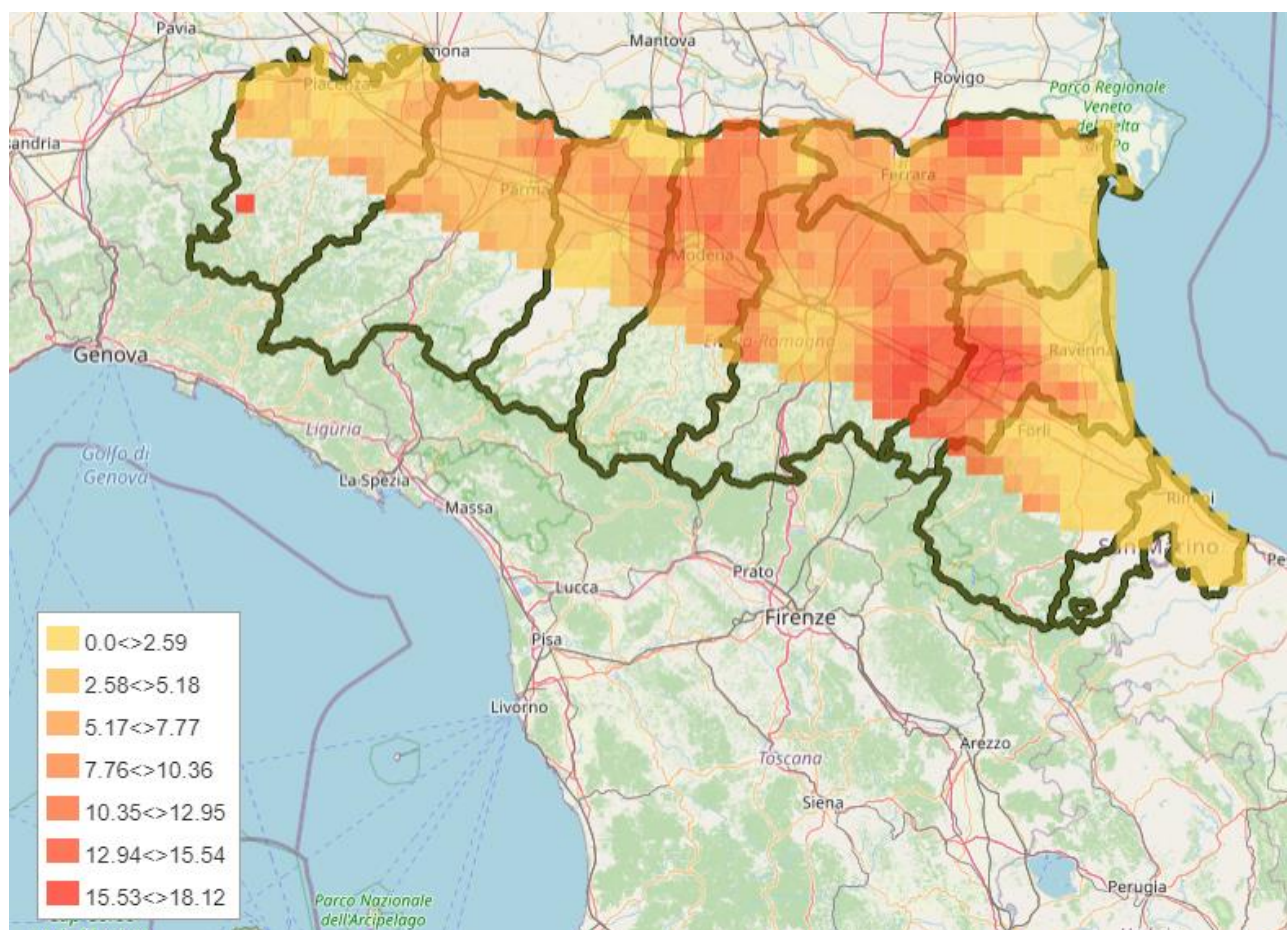 Pavia
mona
Mantova
Rovigo
Parco Regionale
Veneto
del Delta
del Po
Piacenza
sandria
Ferrara
Parma
Modena
Emilia-Romagna
Genova
Ravenna
Liguria
Forlì
Golfo di
Genova
La Spezia
Massa
San Marino
Pe
Lucca
Prato
Firenze
Pisa
Livorno
Arezzo
Toscana
Siena
Perugia
0.0<>2.59
2.58<>5.18
5.17<>7.77
7.76<>10.36
10.35<>12.95
12.94<>15.54
15.53<>18.12
Parco Nazionale
dell'Arcipelago